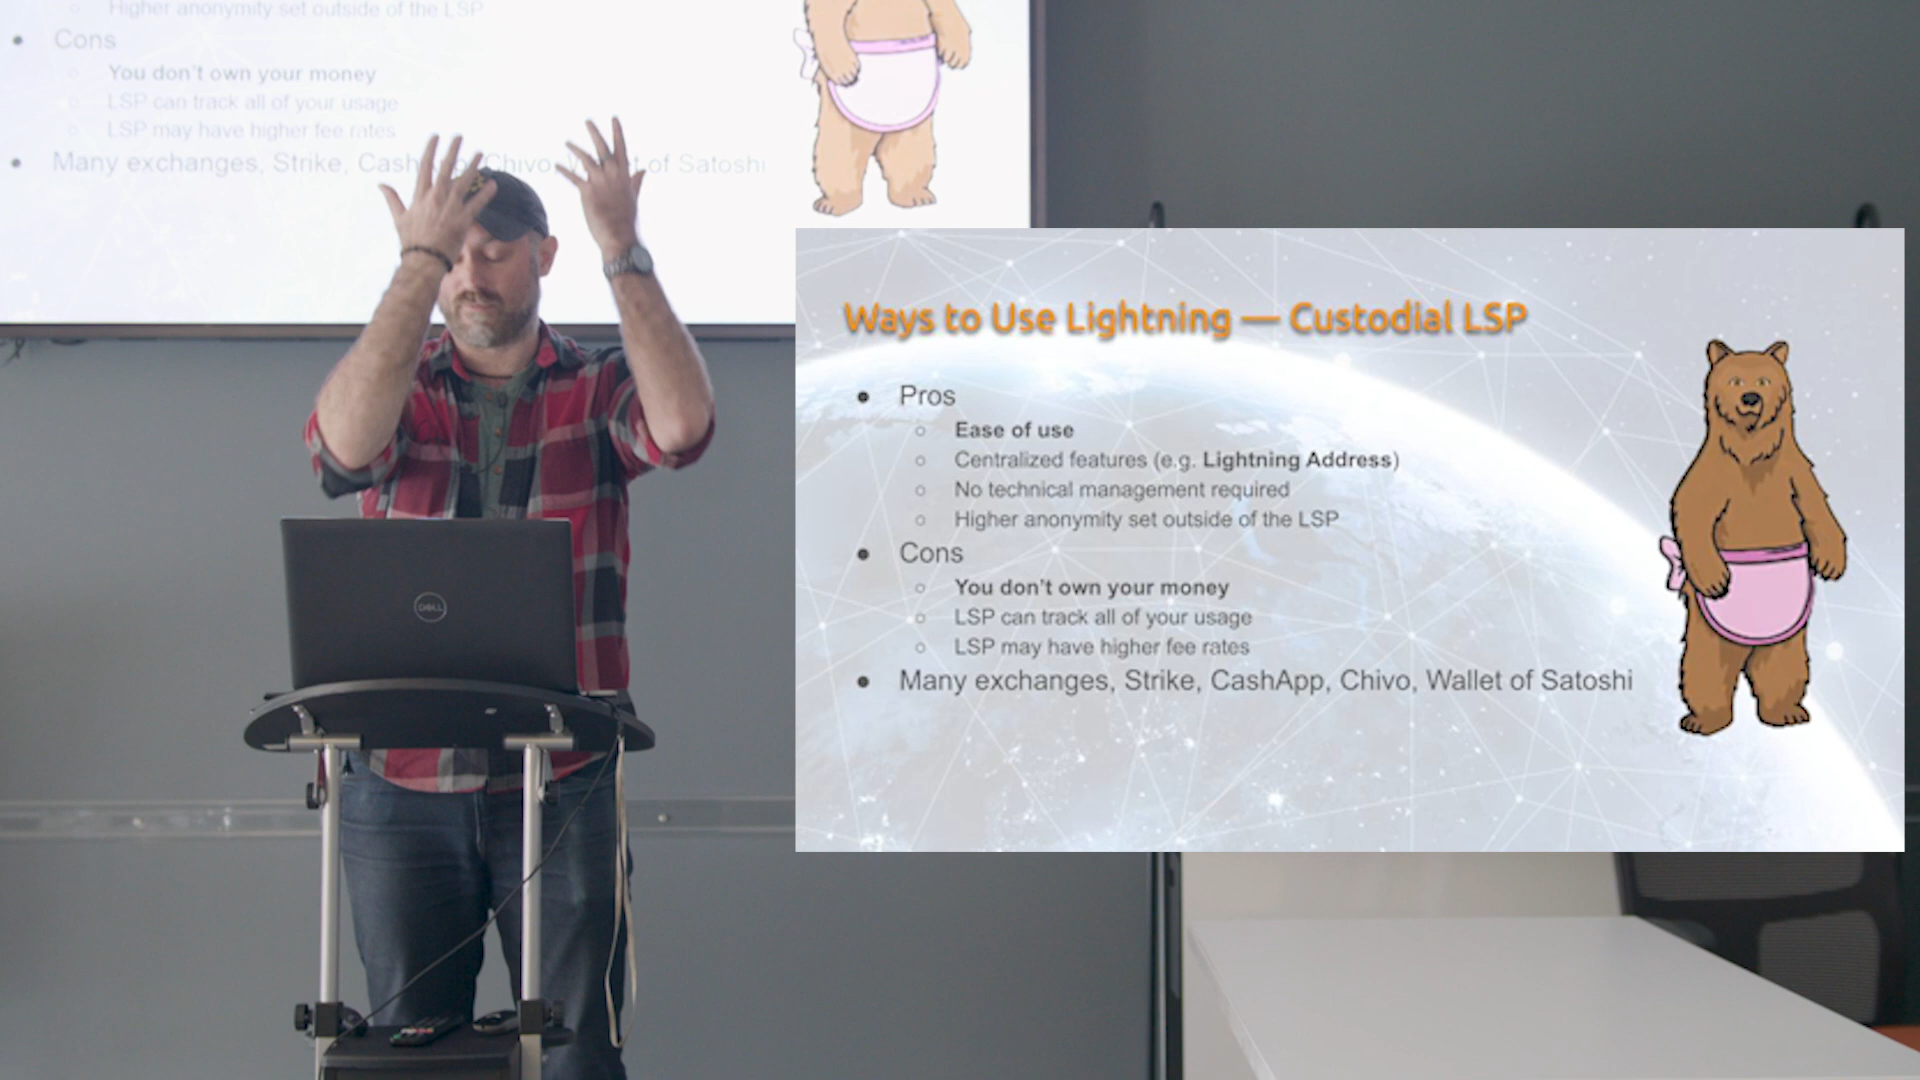 Higher anonymity set outside of the LSP
Cons
You don't own your money
LSP can track all of your usage
LSP may have higher fee rates
Many exchanges, Strike, CashApp, Chivo, Wallet of Satoshi
DELL
Ways to Use Lightning — Custodial LSP
Pros
Ease of use
Centralized features (e.g. Lightning Address)
No technical management required
Higher anonymity set outside of the LSP
Cons
You don't own your money
LSP can track all of your usage
LSP may have higher fee rates
Many exchanges, Strike, CashApp, Chivo, Wallet of Satoshi